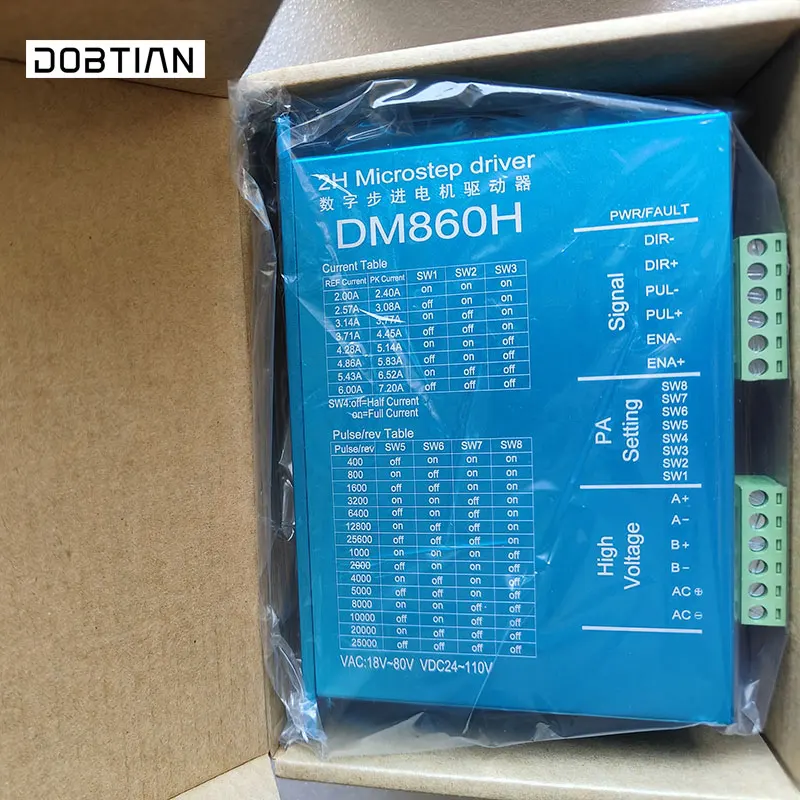 DOBTIAN
2H Microstep driver
数字步进电机驱动器
DM860H
Current Table
REF Current PK Current SW1 SW2 SW3
2.00A 2.40A on on on
2.57A 3.08A off on on
3.14A 3.77A on off on
3.71A 4.45A off off on
4.28A 5.14A on on off
4.86A 5.83A off on off
5.43A 6.52A on off off
6.00A 7.20A off off off
SW4:off=Half Current
on=Full Current
Pulse/rev Table
Pulse/rev SW5 SW6 SW7 SW8
400 off on on on
800 on off on on
1600 off off on on
3200 on on off on
6400 off on off on
12800 on off off on
25600 off off off on
1000 on on on off
2000 off on on off
4000 on off on off
5000 off off on off
8000 on on off off
10000 off on off off
20000 on off off off
25000 off off off off
VAC:18V~80V VDC24~110V
PWR/FAULT
Signal
DIR-
DIR+
PUL-
PUL+
ENA-
ENA+
PA
Setting
SW8
SW7
SW6
SW5
SW4
SW3
SW2
SW1
High
Voltage
A+
A-
B+
B-
AC ⊕
AC ⊖